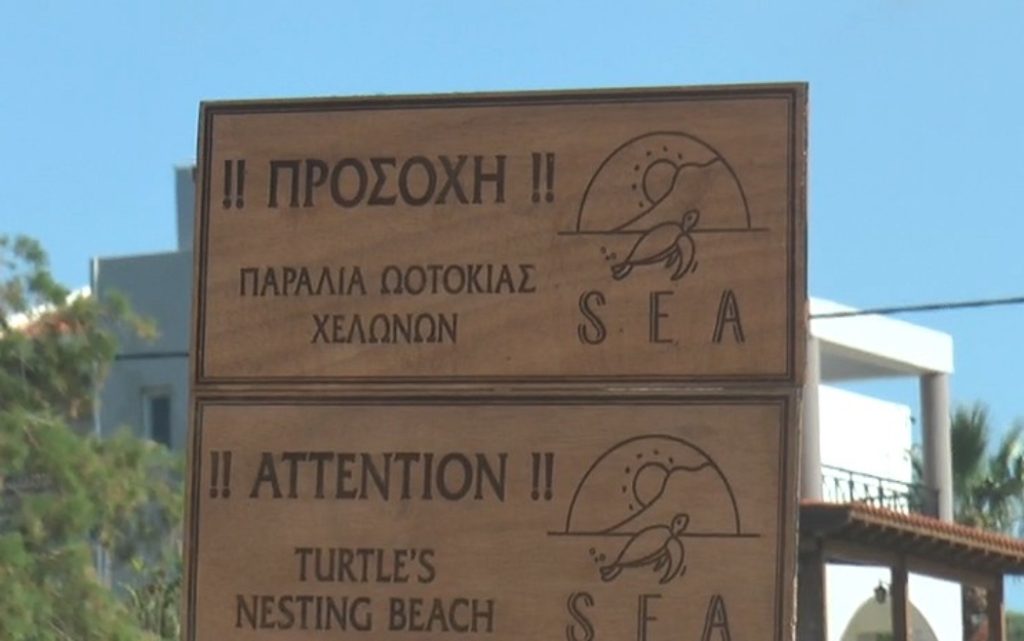 !! ΠΡΟΣΟΧΗ !!
ΠΑΡΑΛΙΑ ΩΟΤΟΚΙΑΣ
ΧΕΛΩΝΩΝ
SEA
!! ATTENTION !!
TURTLE'S
NESTING BEACH
SEA